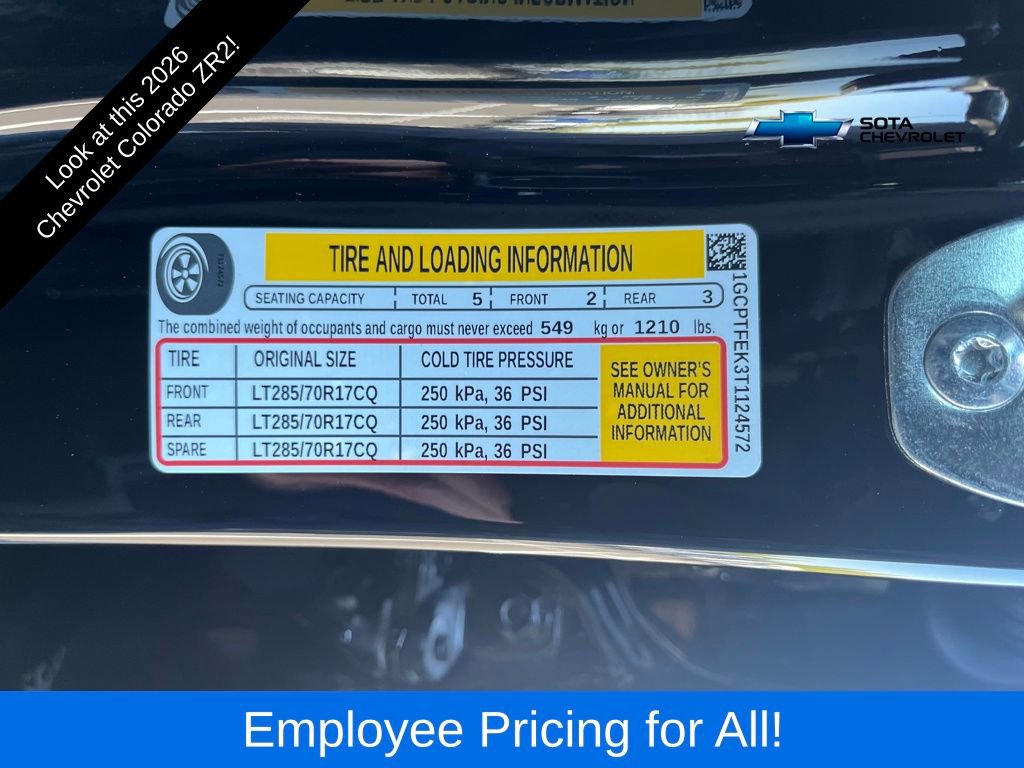 Look at this 2026
Chevrolet Colorado ZR2!
SOTA
CHEVROLET
TIRE AND LOADING INFORMATION
SEATING CAPACITY TOTAL 5 FRONT 2 REAR 3
The combined weight of occupants and cargo must never exceed 549 kg or 1210 lbs.
TIRE ORIGINAL SIZE COLD TIRE PRESSURE
FRONT LT285/70R17CQ 250 kPa, 36 PSI
REAR LT285/70R17CQ 250 kPa, 36 PSI
SPARE LT285/70R17CQ 250 kPa, 36 PSI
SEE OWNER'S
MANUAL FOR
ADDITIONAL
INFORMATION
1GCPTFEK3T1124572
Employee Pricing for All!